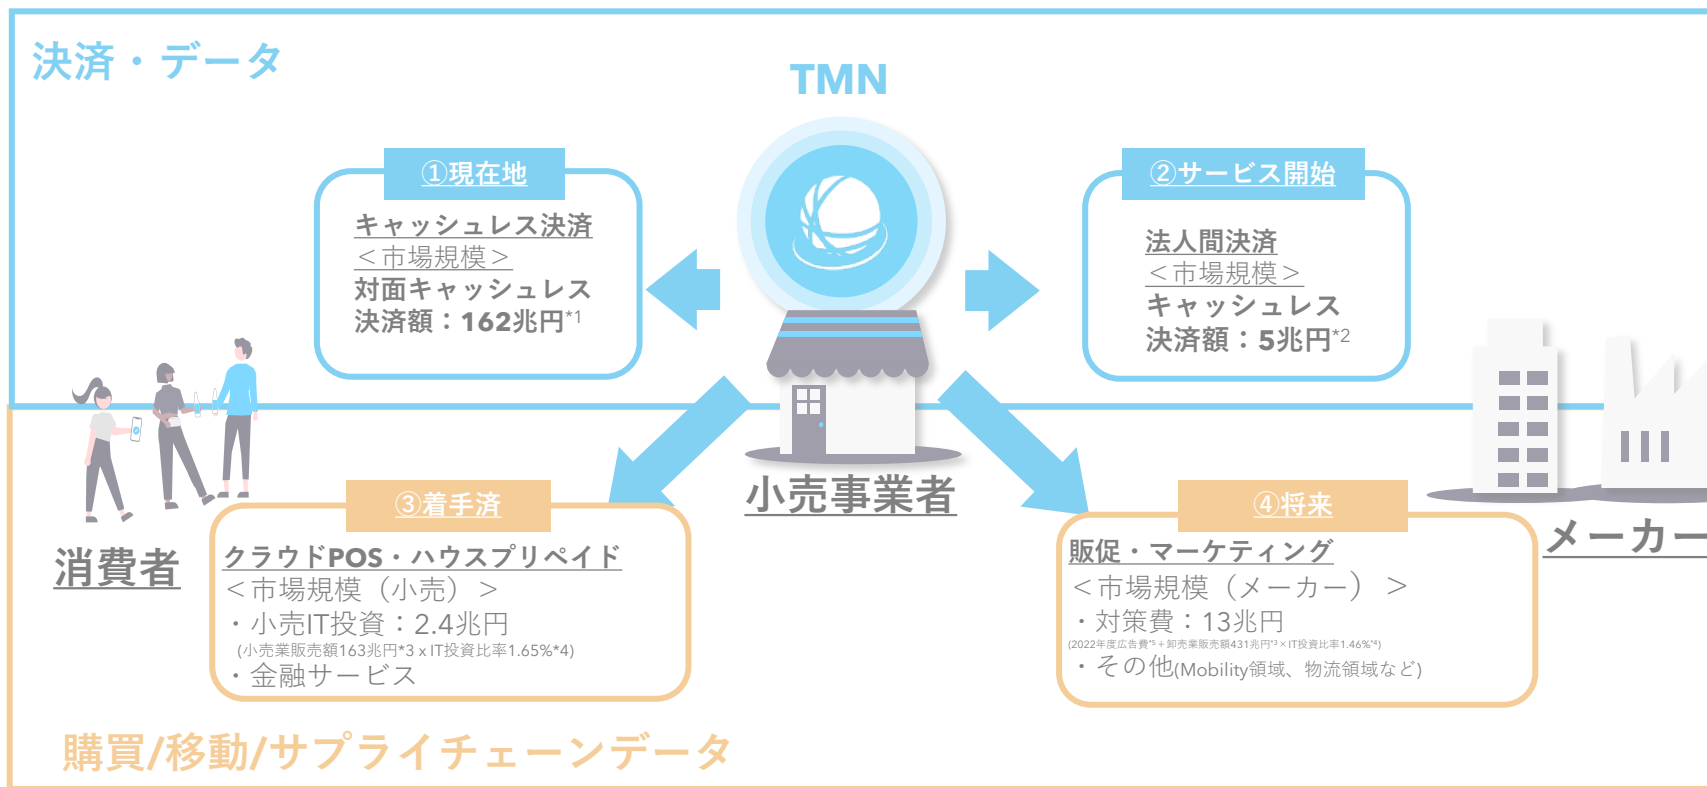 決済・データ
TMN
①現在地
キャッシュレス決済
＜市場規模＞
対面キャッシュレス
決済額：162兆円*1
②サービス開始
法人間決済
＜市場規模＞
キャッシュレス
決済額：5兆円*2
小売事業者
消費者
メーカー
③着手済
クラウドPOS・ハウスプリペイド
＜市場規模（小売）＞
・小売IT投資：2.4兆円
(小売業販売額163兆円*3 x IT投資比率1.65%*4)
・金融サービス
④将来
販促・マーケティング
＜市場規模（メーカー）＞
・対策費：13兆円
(2022年度広告費*5＋卸売業販売額431兆円*3×IT投資比率1.46%*4)
・その他(Mobility領域、物流領域など)
購買/移動/サプライチェーンデータ